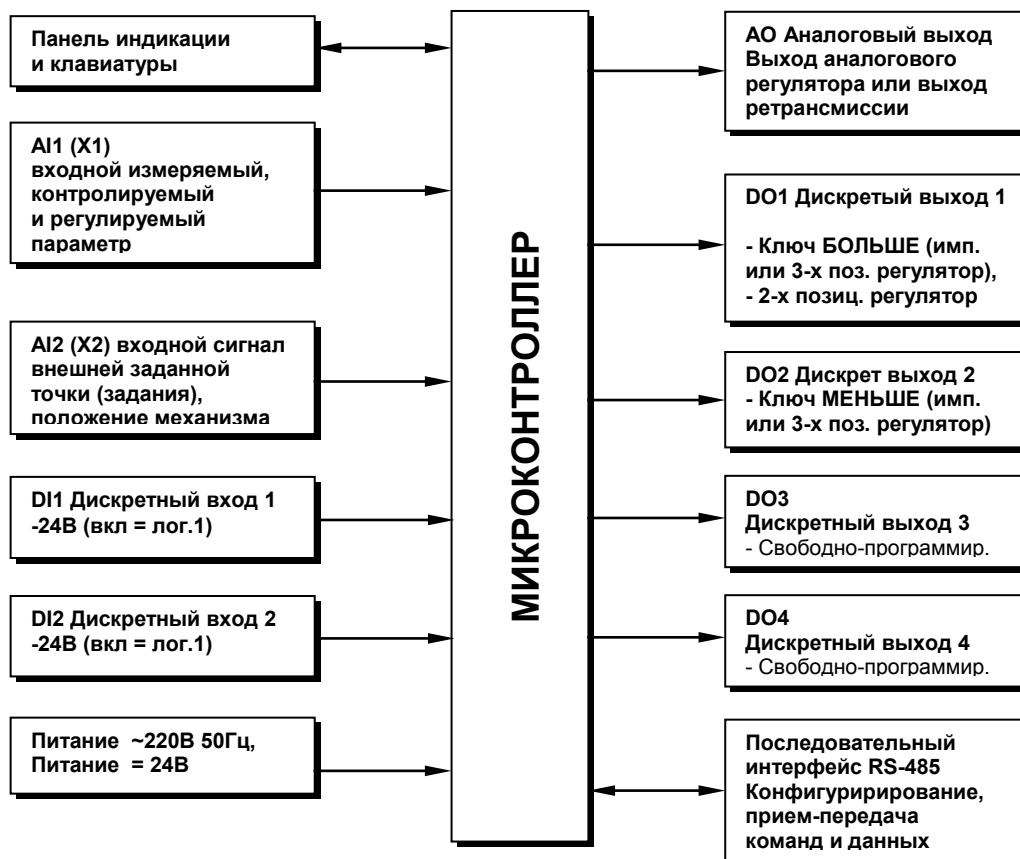 Панель индикации
и клавиатуры
AI1 (X1)
входной измеряемый,
контролируемый
и регулируемый
параметр
AI2 (X2) входной сигнал
внешней заданной
точки (задания),
положение механизма
DI1 Дискретный вход 1
-24В (вкл = лог.1)
DI2 Дискретный вход 2
-24В (вкл = лог.1)
Питание ~220В 50Гц,
Питание = 24В
МИКРОКОНТРОЛЛЕР
АО Аналоговый выход
Выход аналогового
регулятора или выход
ретрансмиссии
DO1 Дискретый выход 1
- Ключ БОЛЬШЕ (имп.
или 3-х поз. регулятор),
- 2-х позиц. регулятор
DO2 Дискрет выход 2
- Ключ МЕНЬШЕ (имп.
или 3-х поз. регулятор)
DO3
Дискретный выход 3
- Свободно-программир.
DO4
Дискретный выход 4
- Свободно-программир.
Последовательный
интерфейс RS-485
Конфигуририрование,
прием-передача
команд и данных